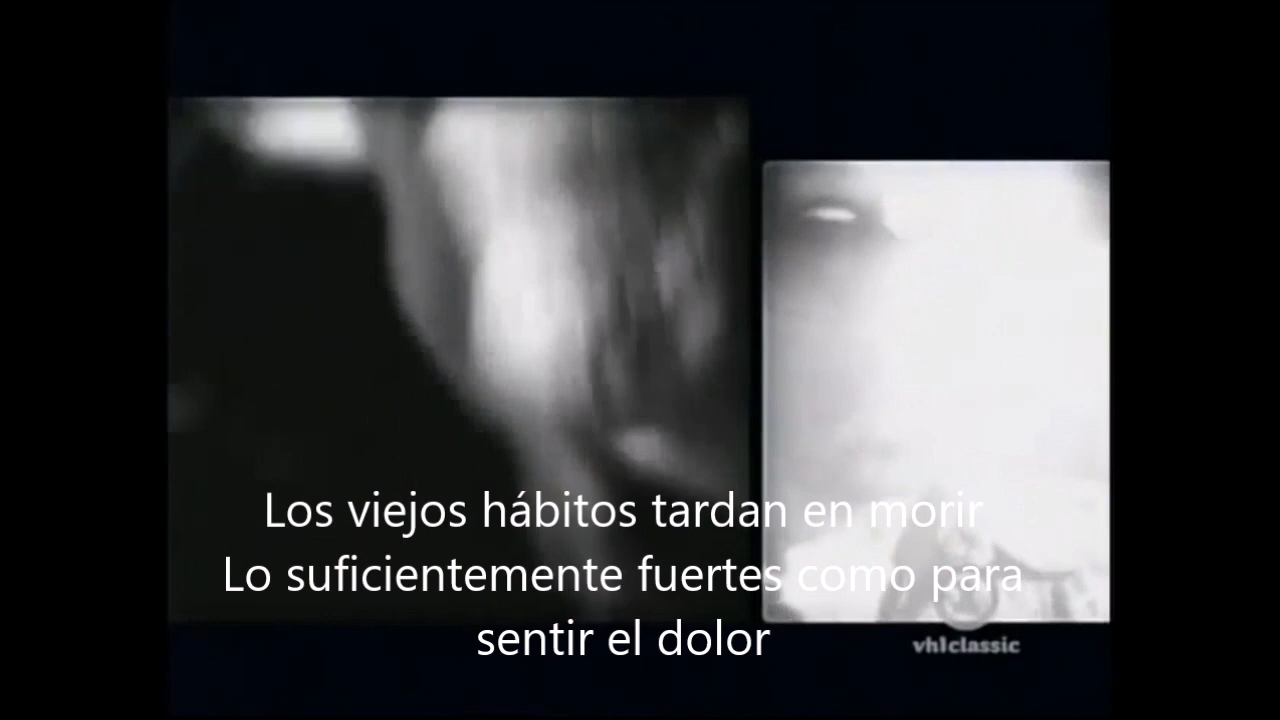 Los viejos hábitos tardan en morir
Lo suficientemente fuertes como para
sentir el dolor
vh1classic